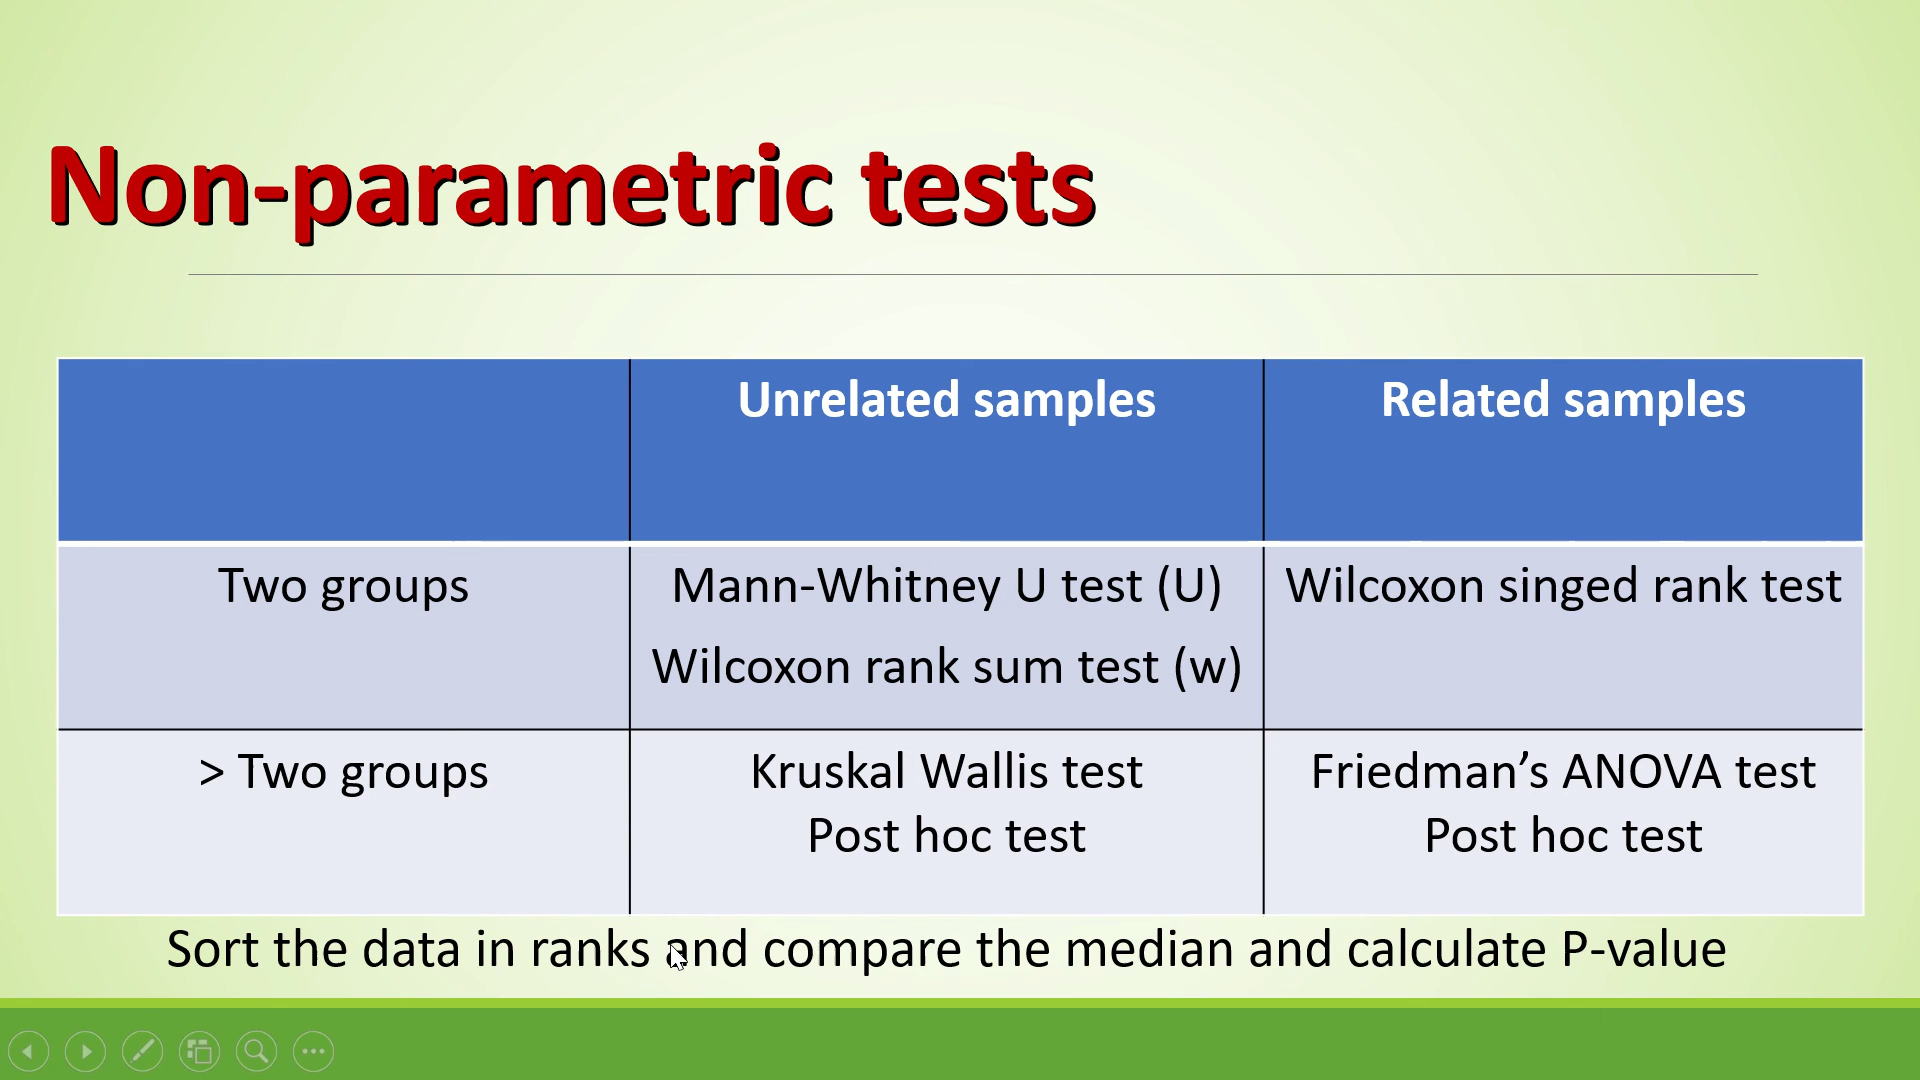 Non-parametric tests
Unrelated samples
Related samples
Two groups
Mann-Whitney U test (U)
Wilcoxon rank sum test (w)
Wilcoxon singed rank test
> Two groups
Kruskal Wallis test
Post hoc test
Friedman’s ANOVA test
Post hoc test
Sort the data in ranks and compare the median and calculate P-value